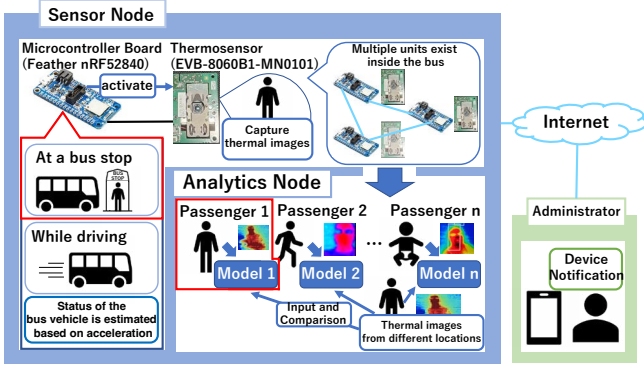 Sensor Node
Microcontroller Board
(Feather nRF52840)
Thermosensor
(EVB-8060B1-MN0101)
activate
Capture
thermal images
Multiple units exist
inside the bus
At a bus stop
BUS
STOP
While driving
Status of the
bus vehicle is estimated
based on acceleration
Analytics Node
Passenger 1
Passenger 2
Passenger n
...
Model 1
Model 2
Model n
Input and
Comparison
Thermal images
from different locations
Internet
Administrator
Device
Notification